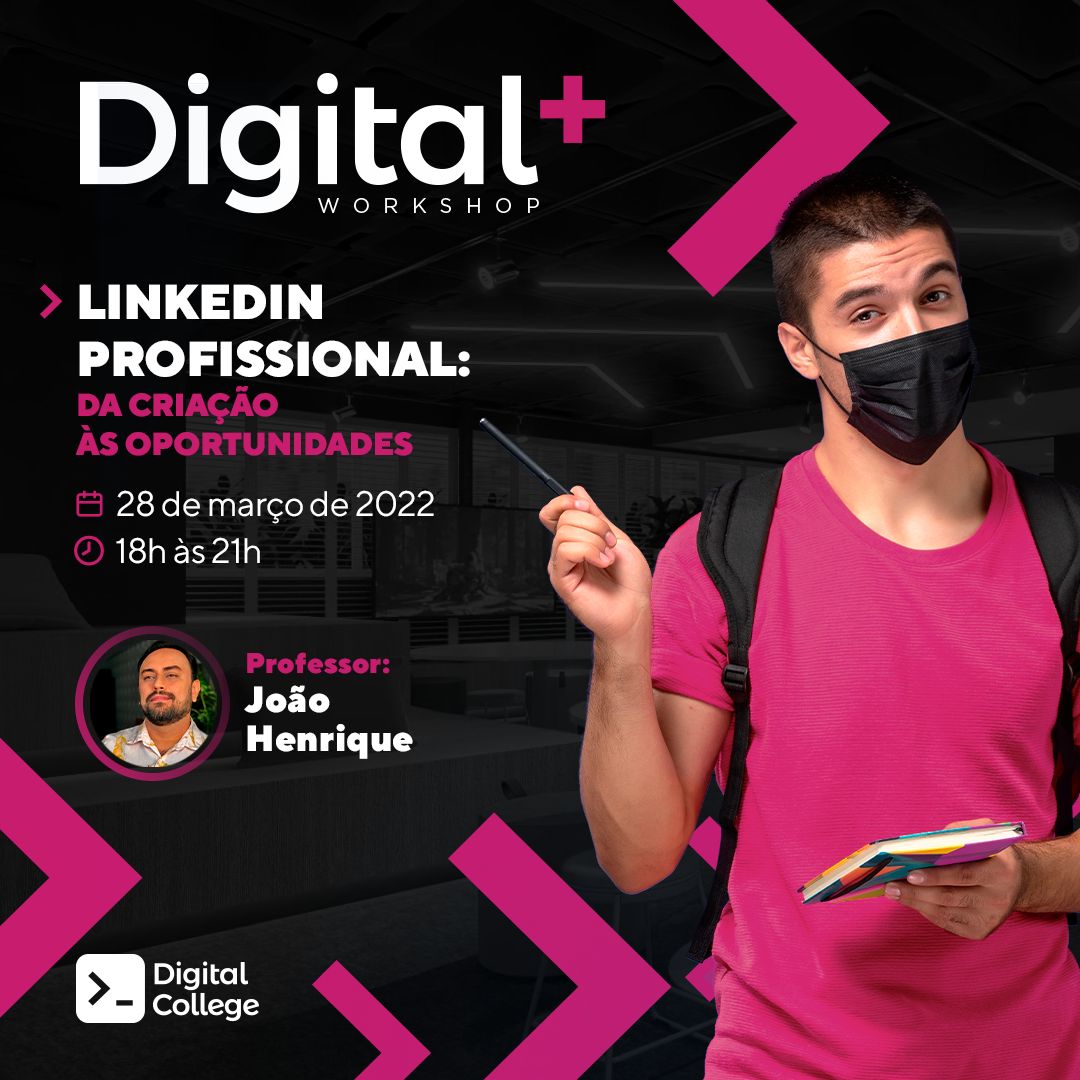 Digital+
WORKSHOP
LINKEDIN
PROFISSIONAL:
DA CRIAÇÃO
ÀS OPORTUNIDADES
28 de março de 2022
18h às 21h
Professor:
João
Henrique
Digital
College